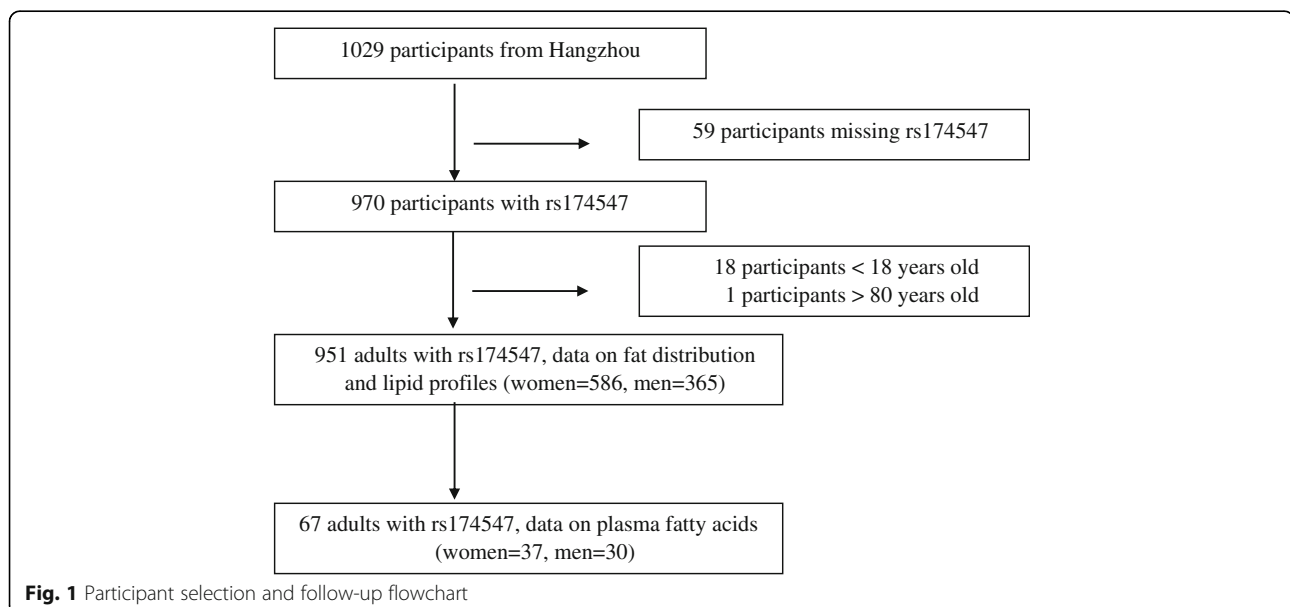 1029 participants from Hangzhou
59 participants missing rs174547
970 participants with rs174547
18 participants < 18 years old
1 participants > 80 years old
951 adults with rs174547, data on fat distribution
and lipid profiles (women=586, men=365)
67 adults with rs174547, data on plasma fatty acids
(women=37, men=30)
Fig. 1 Participant selection and follow-up flowchart